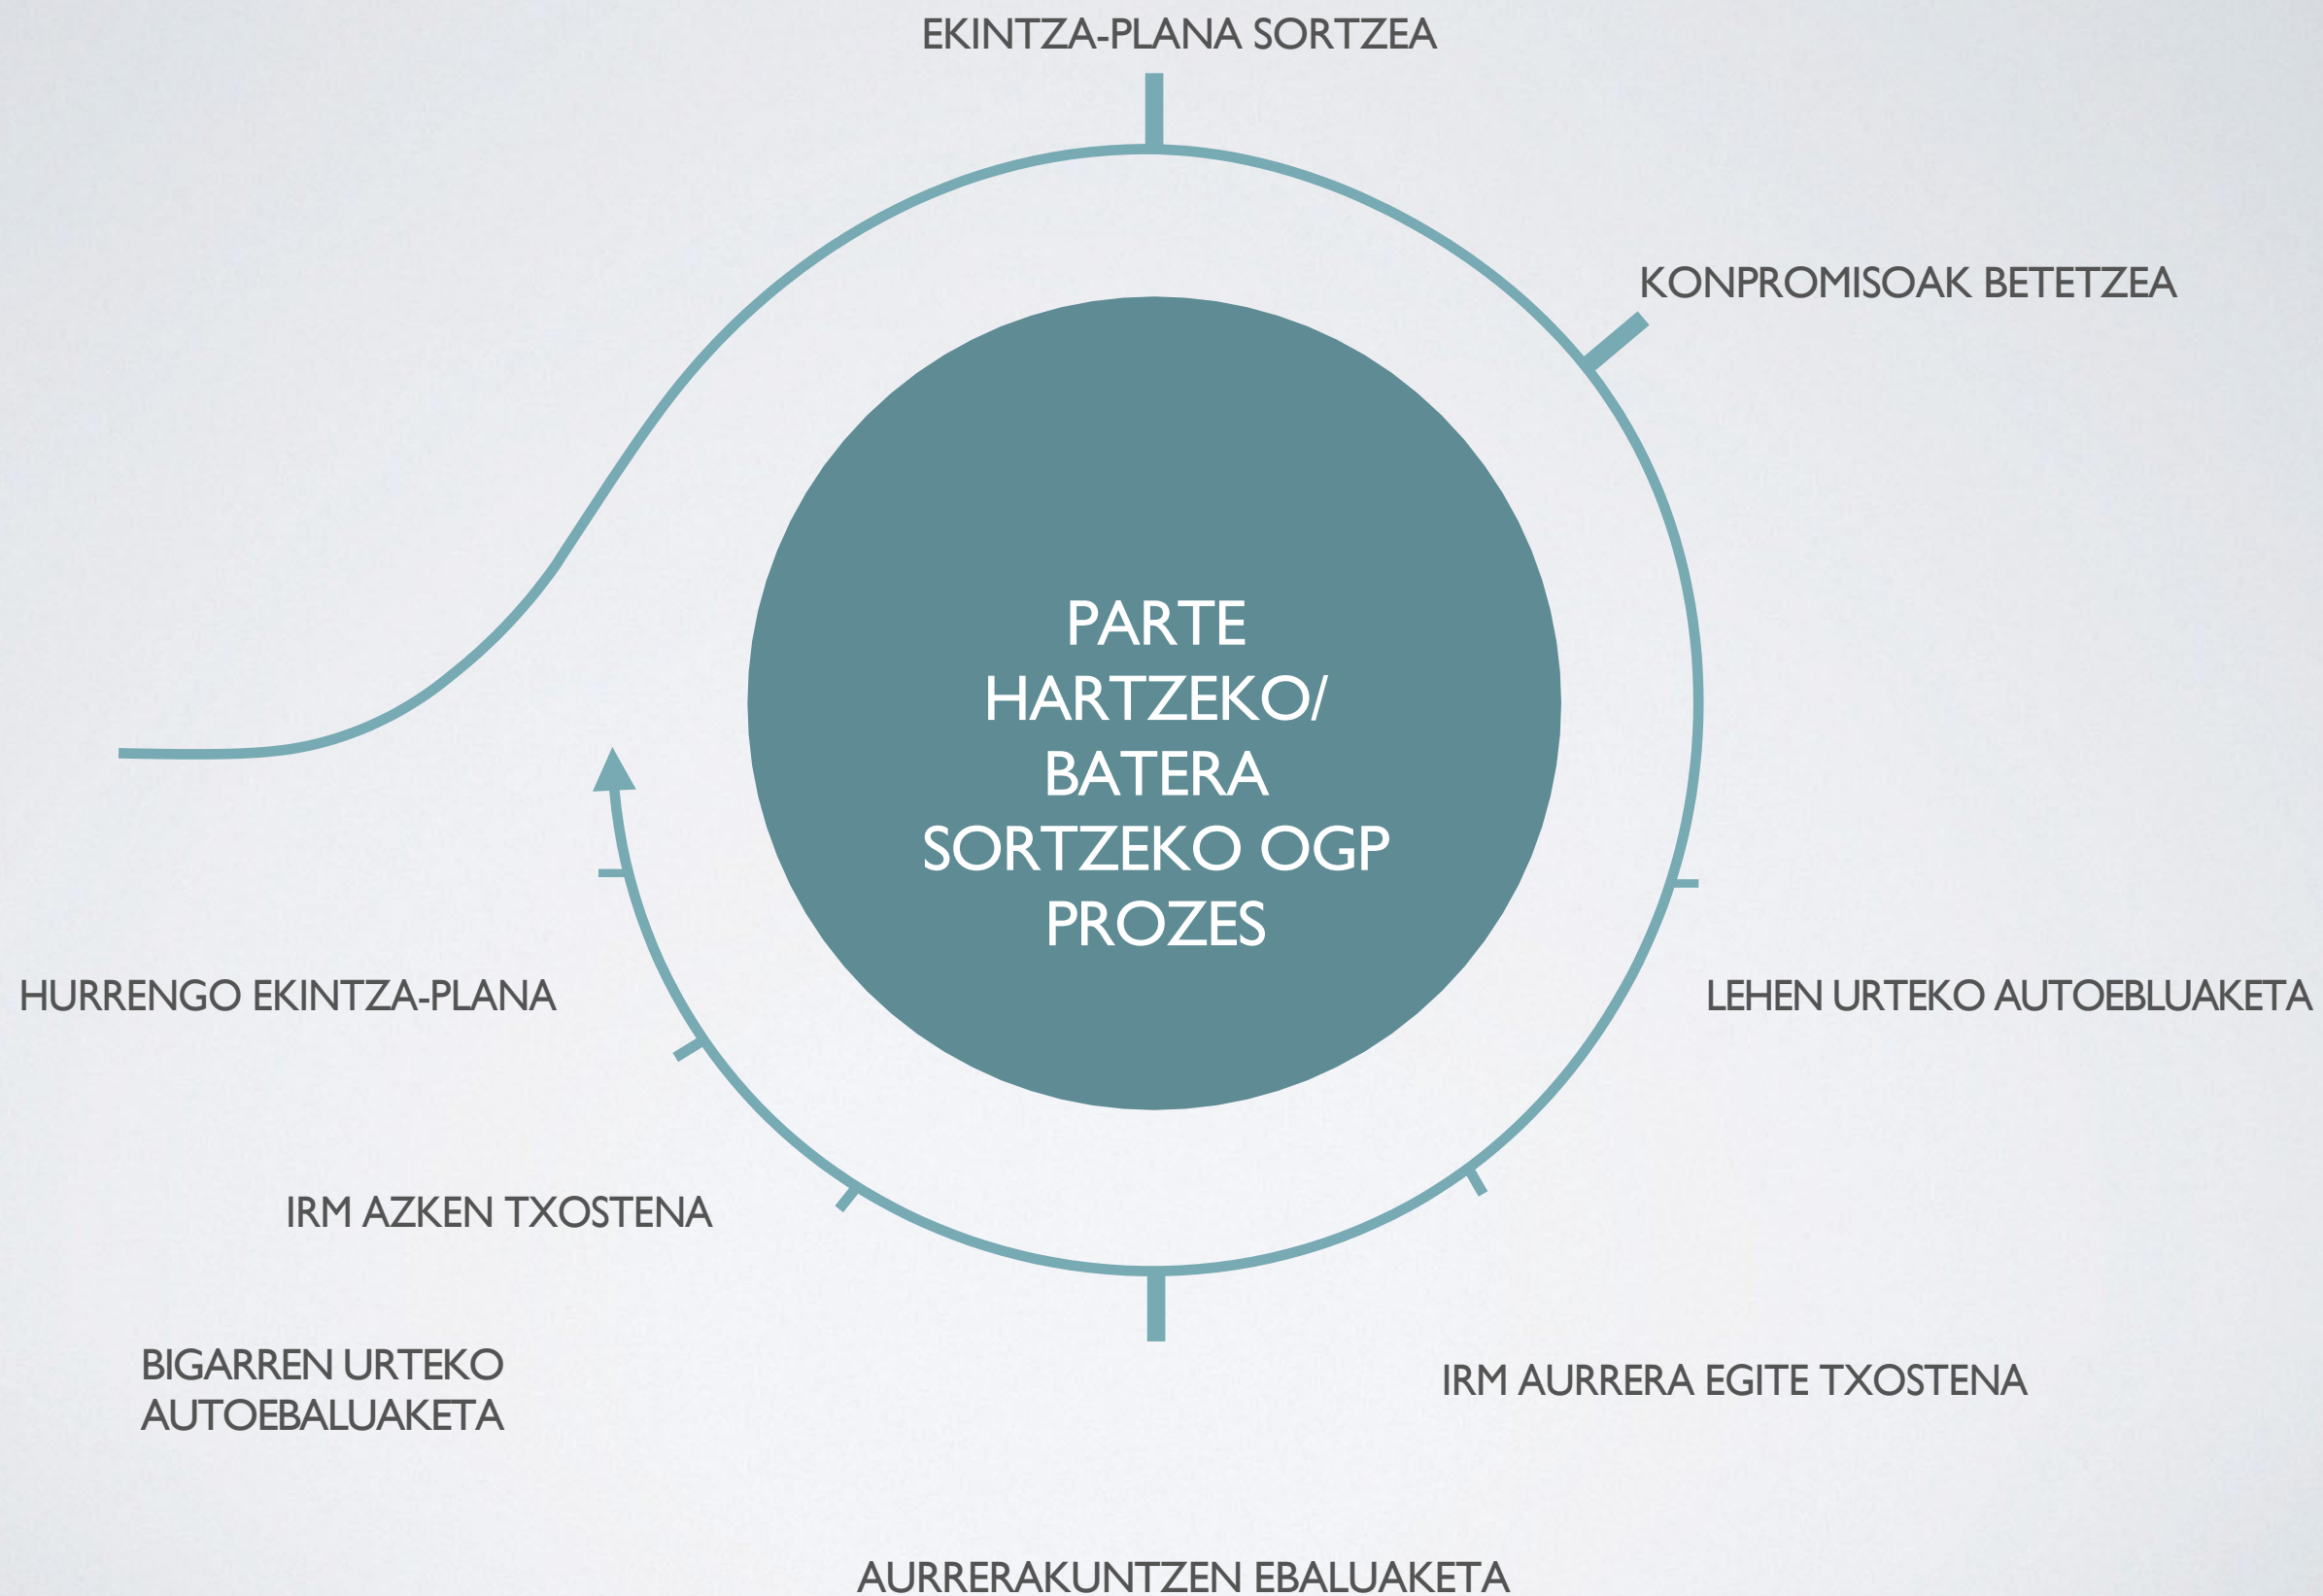 EKINTZA-PLANA SORTZEA
KONPROMISOAK BETETZEA
PARTE
HARTZEKO/
BATERA
SORTZEKO OGP
PROZES
HURRENGO EKINTZA-PLANA
LEHEN URTEKO AUTOEBLUAKETA
IRM AZKEN TXOSTENA
BIGARREN URTEKO
AUTOEBALUAKETA
IRM AURRERA EGITE TXOSTENA
AURRERAKUNTZEN EBALUAKETA